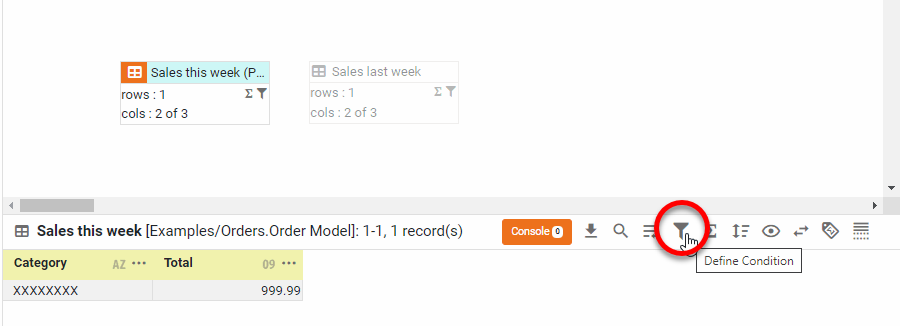 Sales this week (P...
rows : 1 Σ
cols : 2 of 3
Sales last week
rows : 1 Σ
cols : 2 of 3
Sales this week [Examples/Orders.Order Model]: 1-1, 1 record(s)
Console 0
Define Condition
Category AZ ••• Total 09 •••
XXXXXXXX 999.99